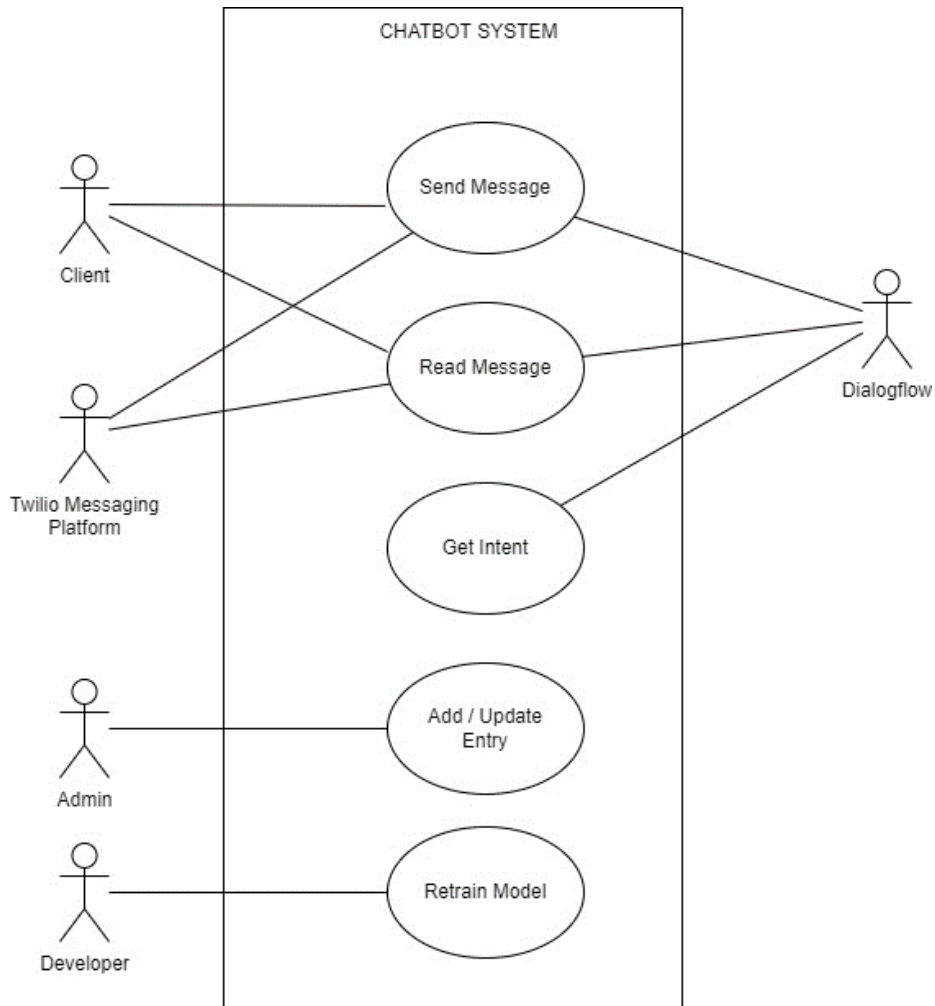 CHATBOT SYSTEM
Send Message
Client
Read Message
Dialogflow
Twilio Messaging
Platform
Get Intent
Add / Update
Entry
Admin
Retrain Model
Developer